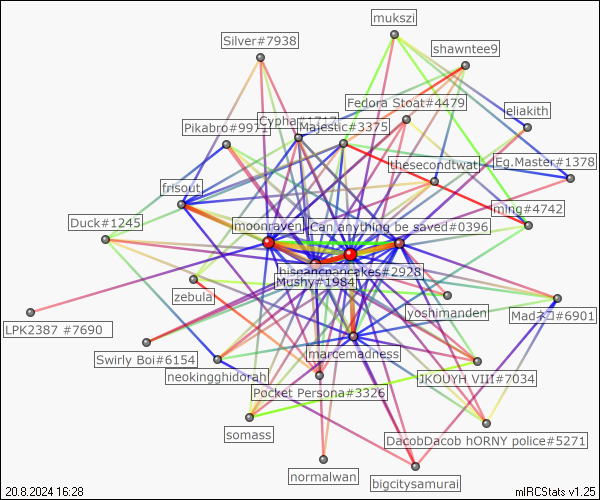 mukszi
Silver#7938
shawntee9
Fedora Stoat#4479
eliakith
Cypha#1717
Majestic#3375
Pikabro#9971
thesecondtwat
Eg.Master#1378
frisout
ming#4742
Duck#1245
moonraven
Can anything be saved#0396
bisnancpancakes#2928
Mushy#1984
zebula
yoshimanden
Madネコ#6901
LPK2387 #7690
Swirly Boi#6154
marcemadness
neokingghidorah
JKOUYH VIII#7034
Pocket Persona#3326
somass
DacobDacob hORNY police#5271
normalwan
bigcitysamurai
20.8.2024 16:28
mIRCStats v1.25